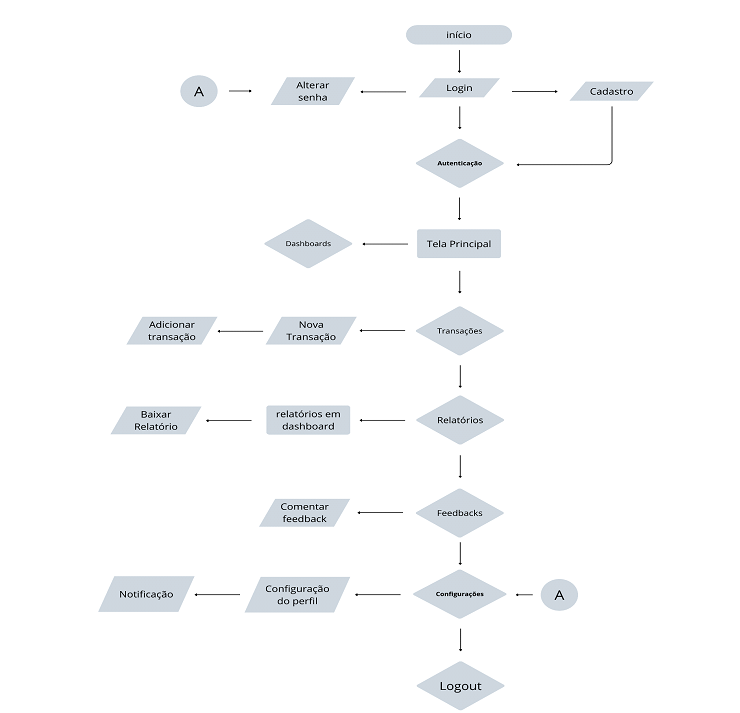 início
A
Alterar
senha
Login
Cadastro
Autenticação
Dashboards
Tela Principal
Adicionar
transação
Nova
Transação
Transações
Baixar
Relatório
relatórios em
dashboard
Relatórios
Comentar
feedback
Feedbacks
Notificação
Configuração
do perfil
Configurações
A
Logout